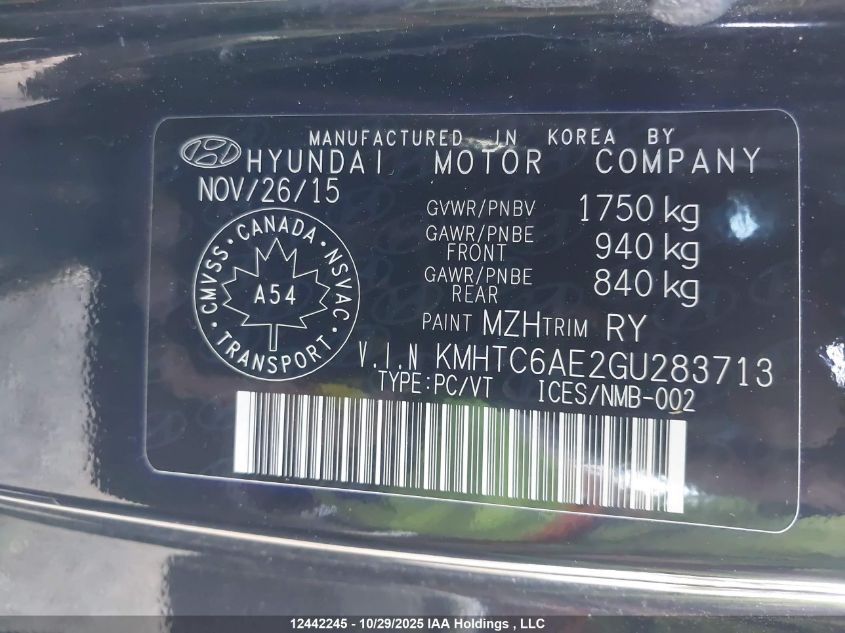 MANUFACTURED IN KOREA BY
HYUNDAI MOTOR COMPANY
NOV/26/15
GVWR/PNBV 1750 kg
GAWR/PNBE FRONT 940 kg
GAWR/PNBE REAR 840 kg
CMVSS · CANADA · NSVAC · TRANSPORT ·
A54
PAINT MZH TRIM RY
V.I.N KMHTC6AE2GU283713
TYPE:PC/VT ICES/NMB-002
12442245 - 10/29/2025 IAA Holdings , LLC